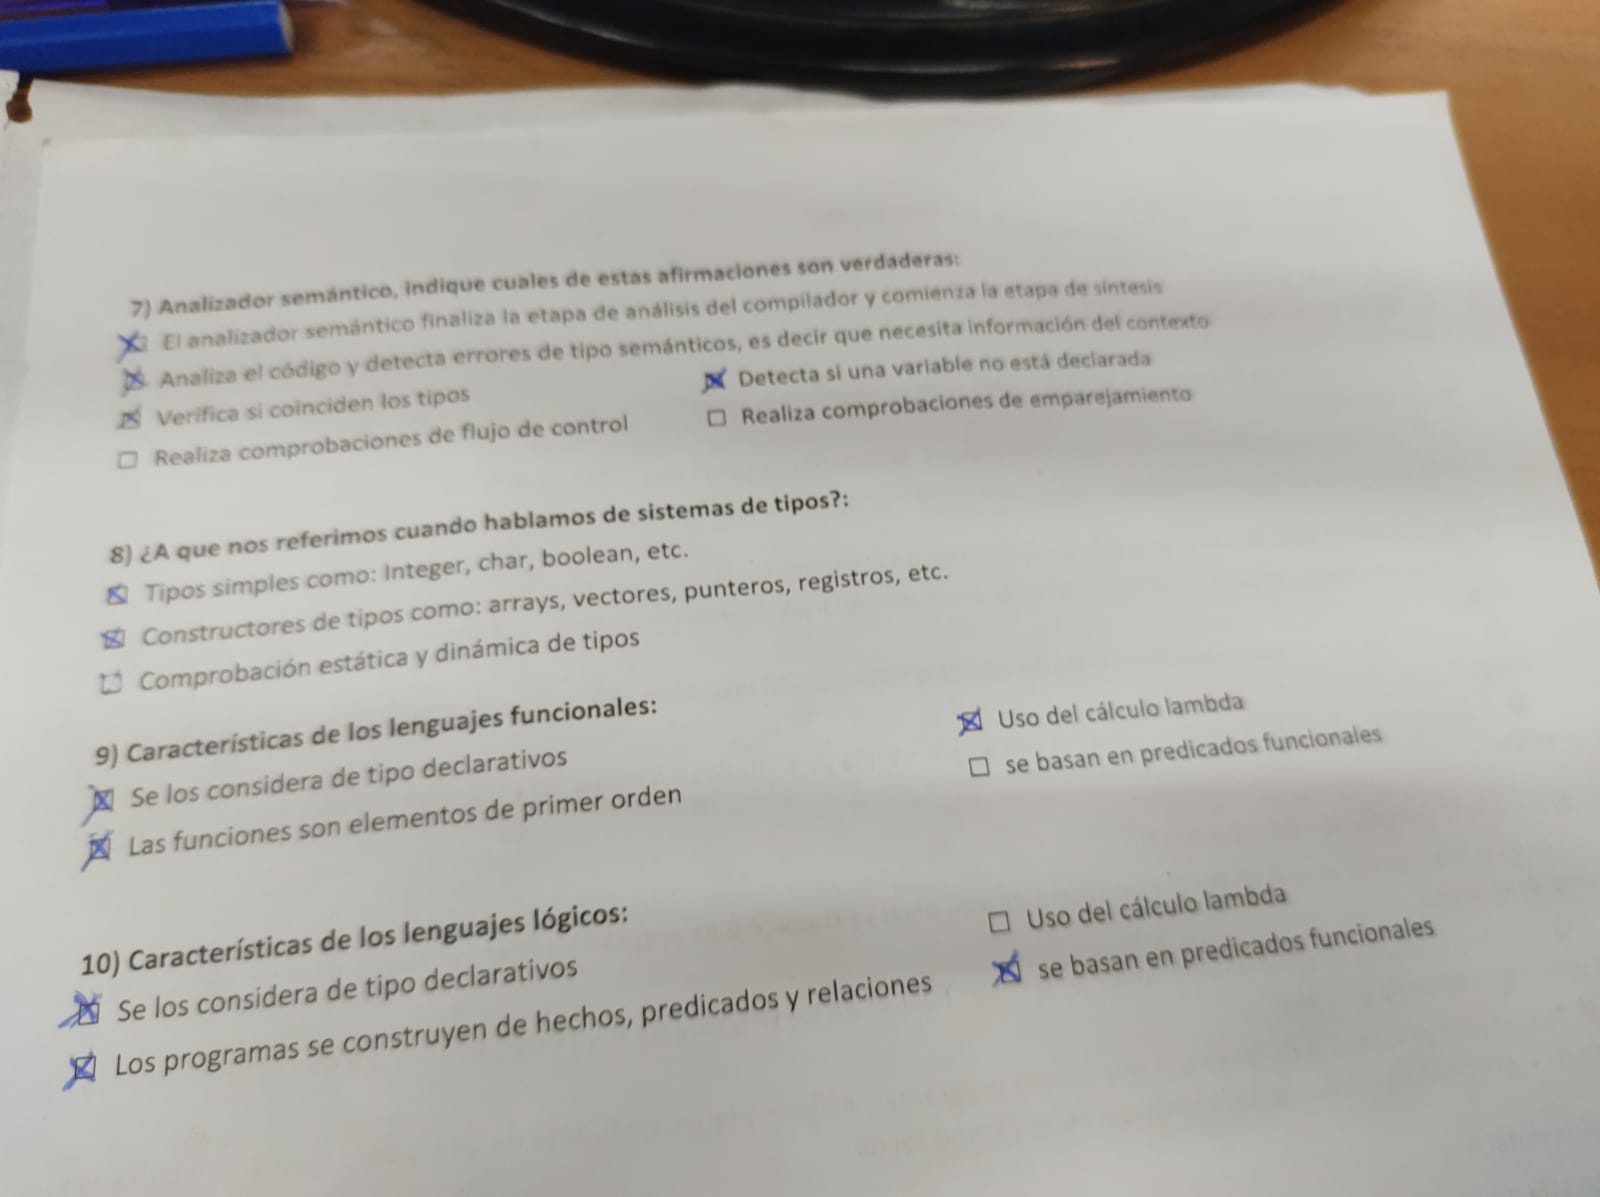 7) Analizador semántico, indique cuales de estas afirmaciones son verdaderas:
El analizador semántico finaliza la etapa de análisis del compilador y comienza la etapa de síntesis
Analiza el código y detecta errores de tipo semánticos, es decir que necesita información del contexto
Verifica si coinciden los tipos
Detecta si una variable no está declarada
Realiza comprobaciones de flujo de control
Realiza comprobaciones de emparejamiento
8) ¿A que nos referimos cuando hablamos de sistemas de tipos?:
Tipos simples como: Integer, char, boolean, etc.
Constructores de tipos como: arrays, vectores, punteros, registros, etc.
Comprobación estática y dinámica de tipos
9) Características de los lenguajes funcionales:
Se los considera de tipo declarativos
Uso del cálculo lambda
Las funciones son elementos de primer orden
se basan en predicados funcionales
10) Características de los lenguajes lógicos:
Se los considera de tipo declarativos
Uso del cálculo lambda
Los programas se construyen de hechos, predicados y relaciones
se basan en predicados funcionales